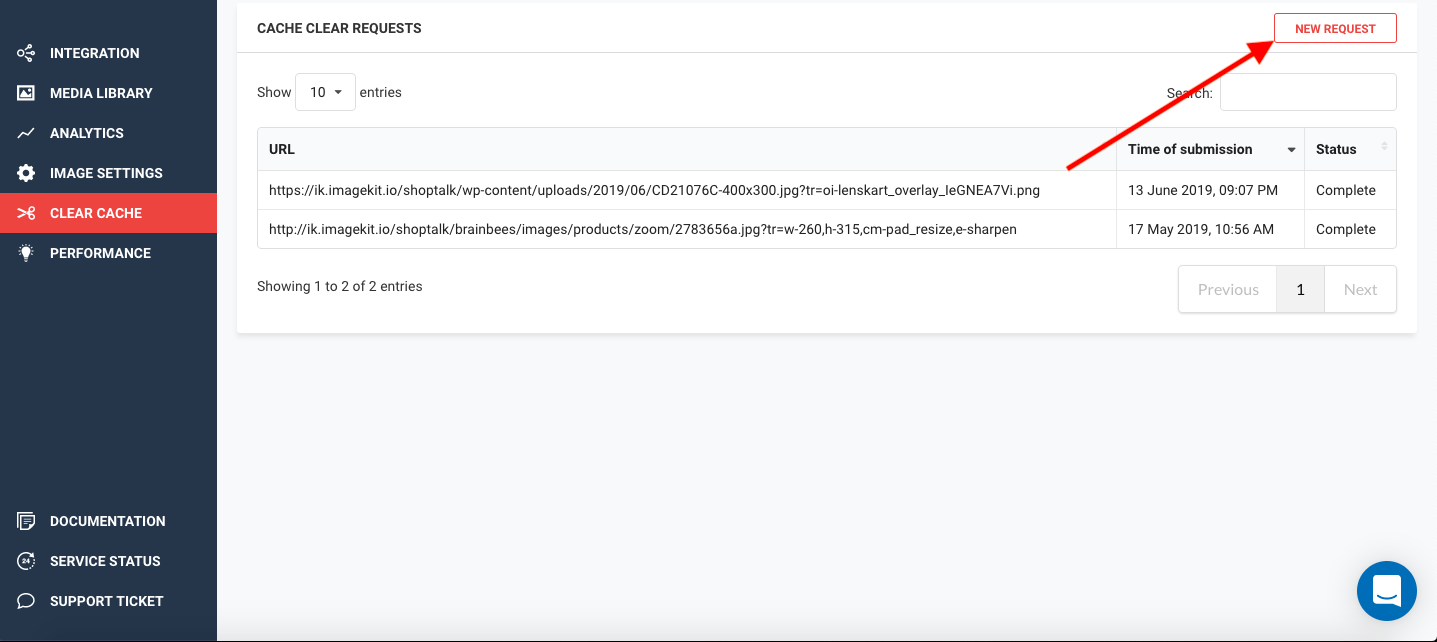 INTEGRATION
MEDIA LIBRARY
ANALYTICS
IMAGE SETTINGS
CLEAR CACHE
PERFORMANCE
DOCUMENTATION
24
SERVICE STATUS
SUPPORT TICKET
CACHE CLEAR REQUESTS
NEW REQUEST
Show 10 entries
Search:
URL Time of submission Status
https://ik.imagekit.io/shoptalk/wp-content/uploads/2019/06/CD21076C-400x300.jpg?tr=oi-lenskart_overlay_IeGNEA7Vi.png 13 June 2019, 09:07 PM Complete
http://ik.imagekit.io/shoptalk/brainbees/images/products/zoom/2783656a.jpg?tr=w-260,h-315,cm-pad_resize,e-sharpen 17 May 2019, 10:56 AM Complete
Showing 1 to 2 of 2 entries
Previous 1 Next